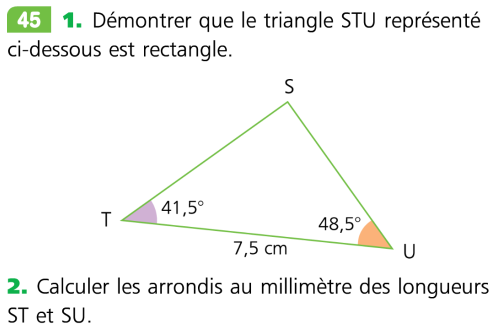 45 1. Démontrer que le triangle STU représenté
ci-dessous est rectangle.
S
T
41,5°
48,5°
7,5 cm
U
2. Calculer les arrondis au millimètre des longueurs
ST et SU.